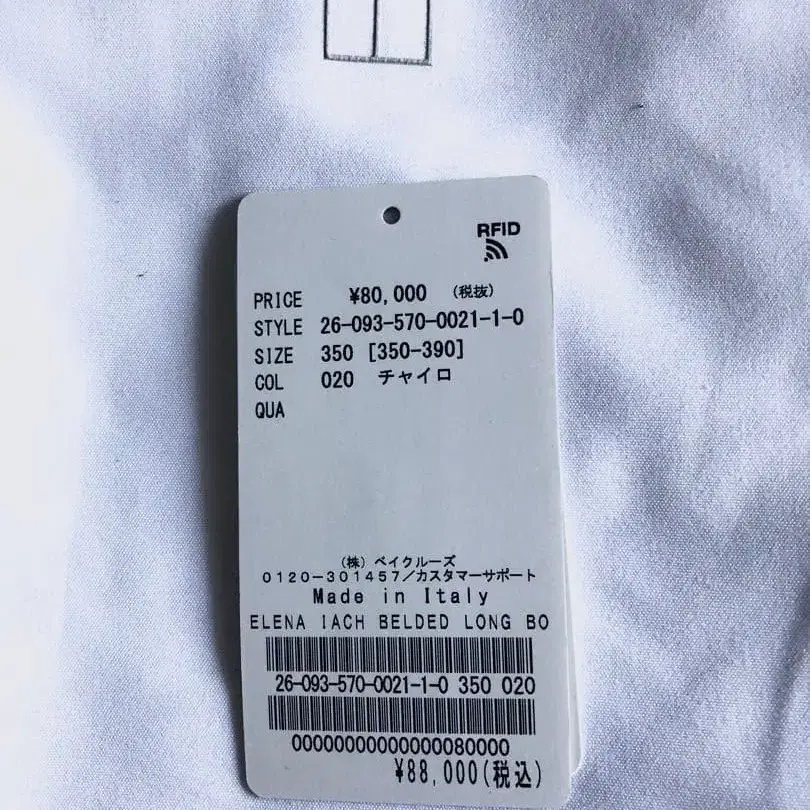 RFID
PRICE ¥80,000 (税抜)
STYLE 26-093-570-0021-1-0
SIZE 350 [350-390]
COL 020 チャイロ
QUA
(株) ベイクルーズ
0120-301457/カスタマーサポート
Made in Italy
ELENA IACH BELDED LONG BO
26-093-570-0021-1-0 350 020
00000000000000080000
¥88,000(税込)